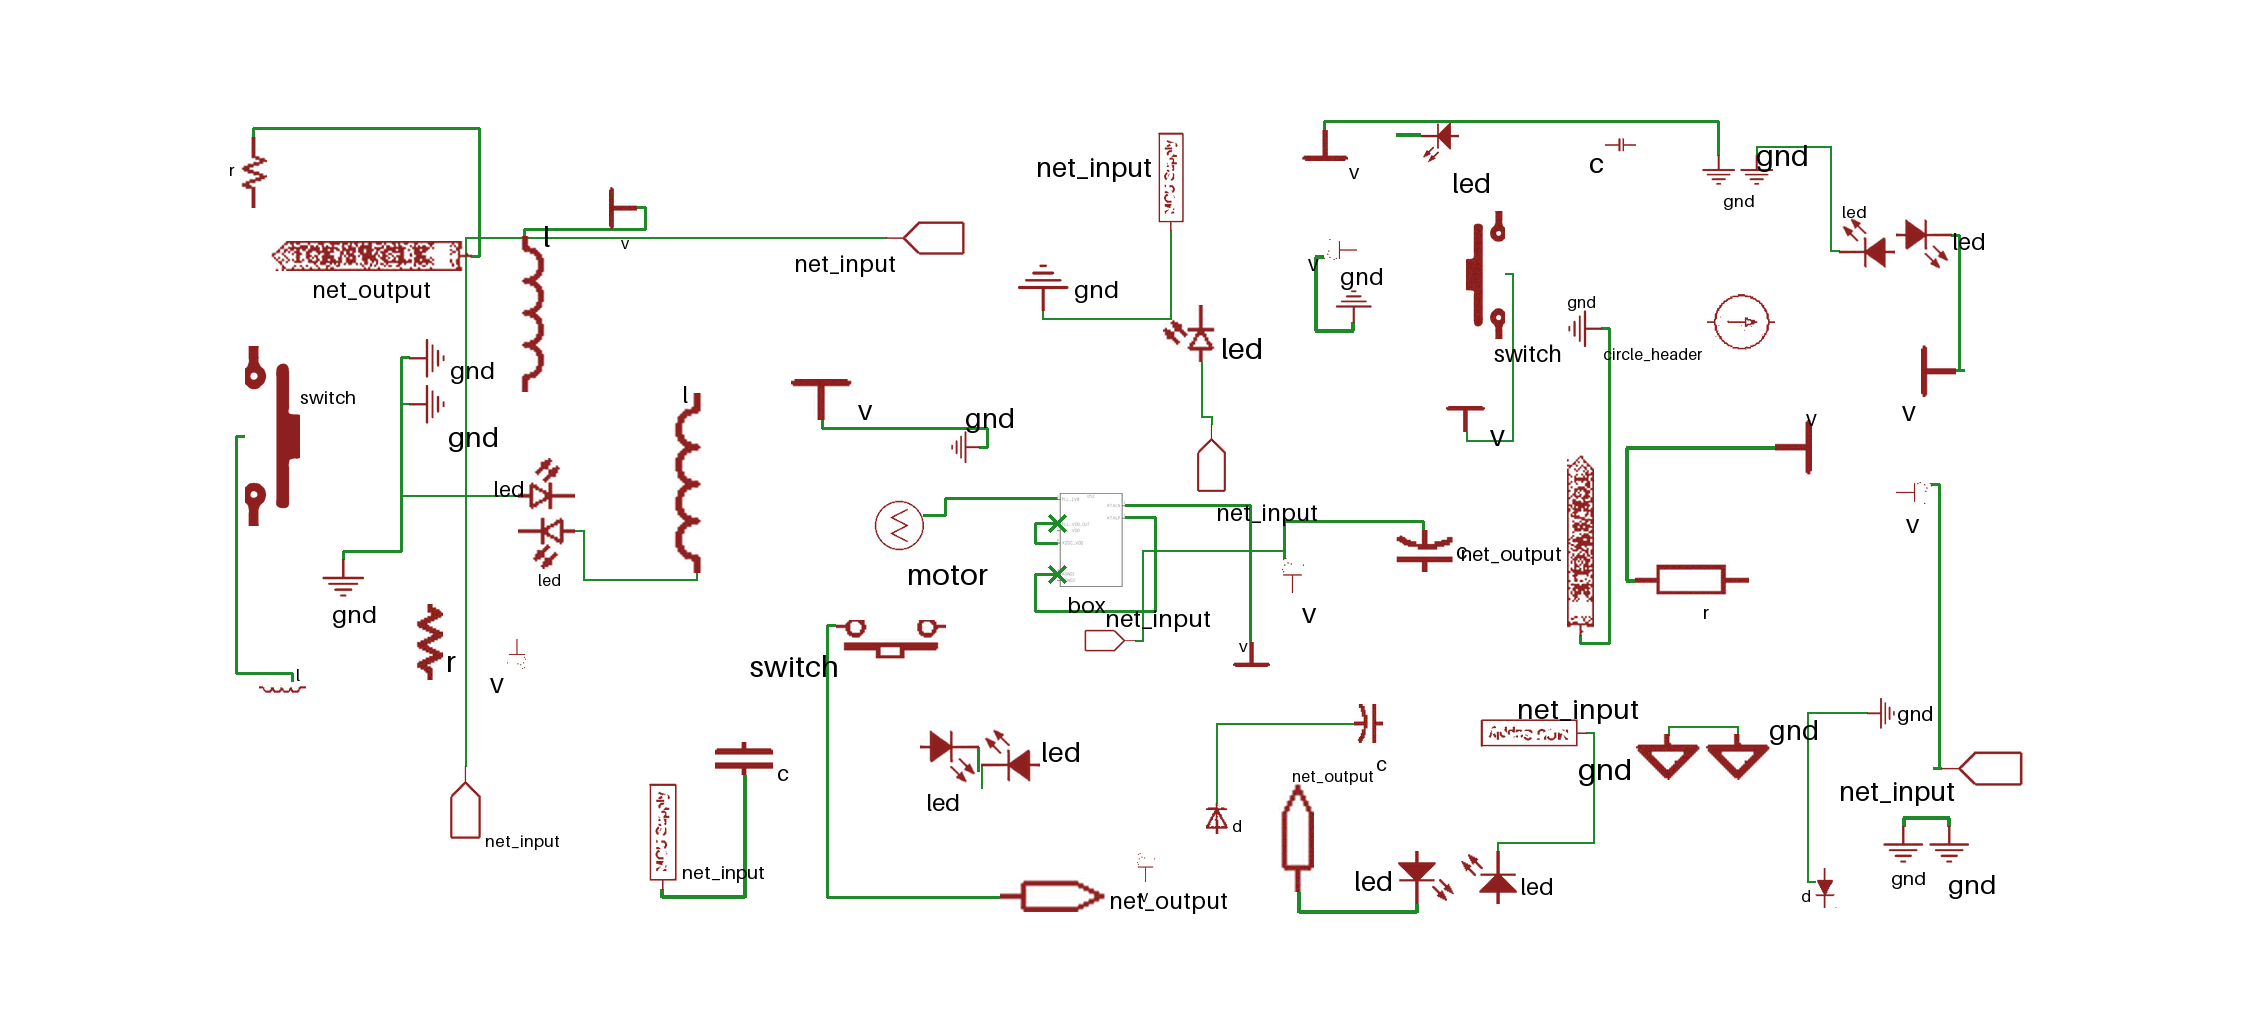 net_input
r
v
led
c
gnd
gnd
led
net_output
l
v
net_input
gnd
v
gnd
led
gnd
switch
circle_header
led
v
gnd
gnd
switch
l
v
gnd
v
v
led
led
net_input
net_output
c
v
motor
box
net_input
v
v
r
gnd
r
v
l
switch
net_input
gnd
gnd
gnd
led
led
c
c
net_output
net_input
d
net_input
net_input
led
led
gnd
gnd
d
v
net_output